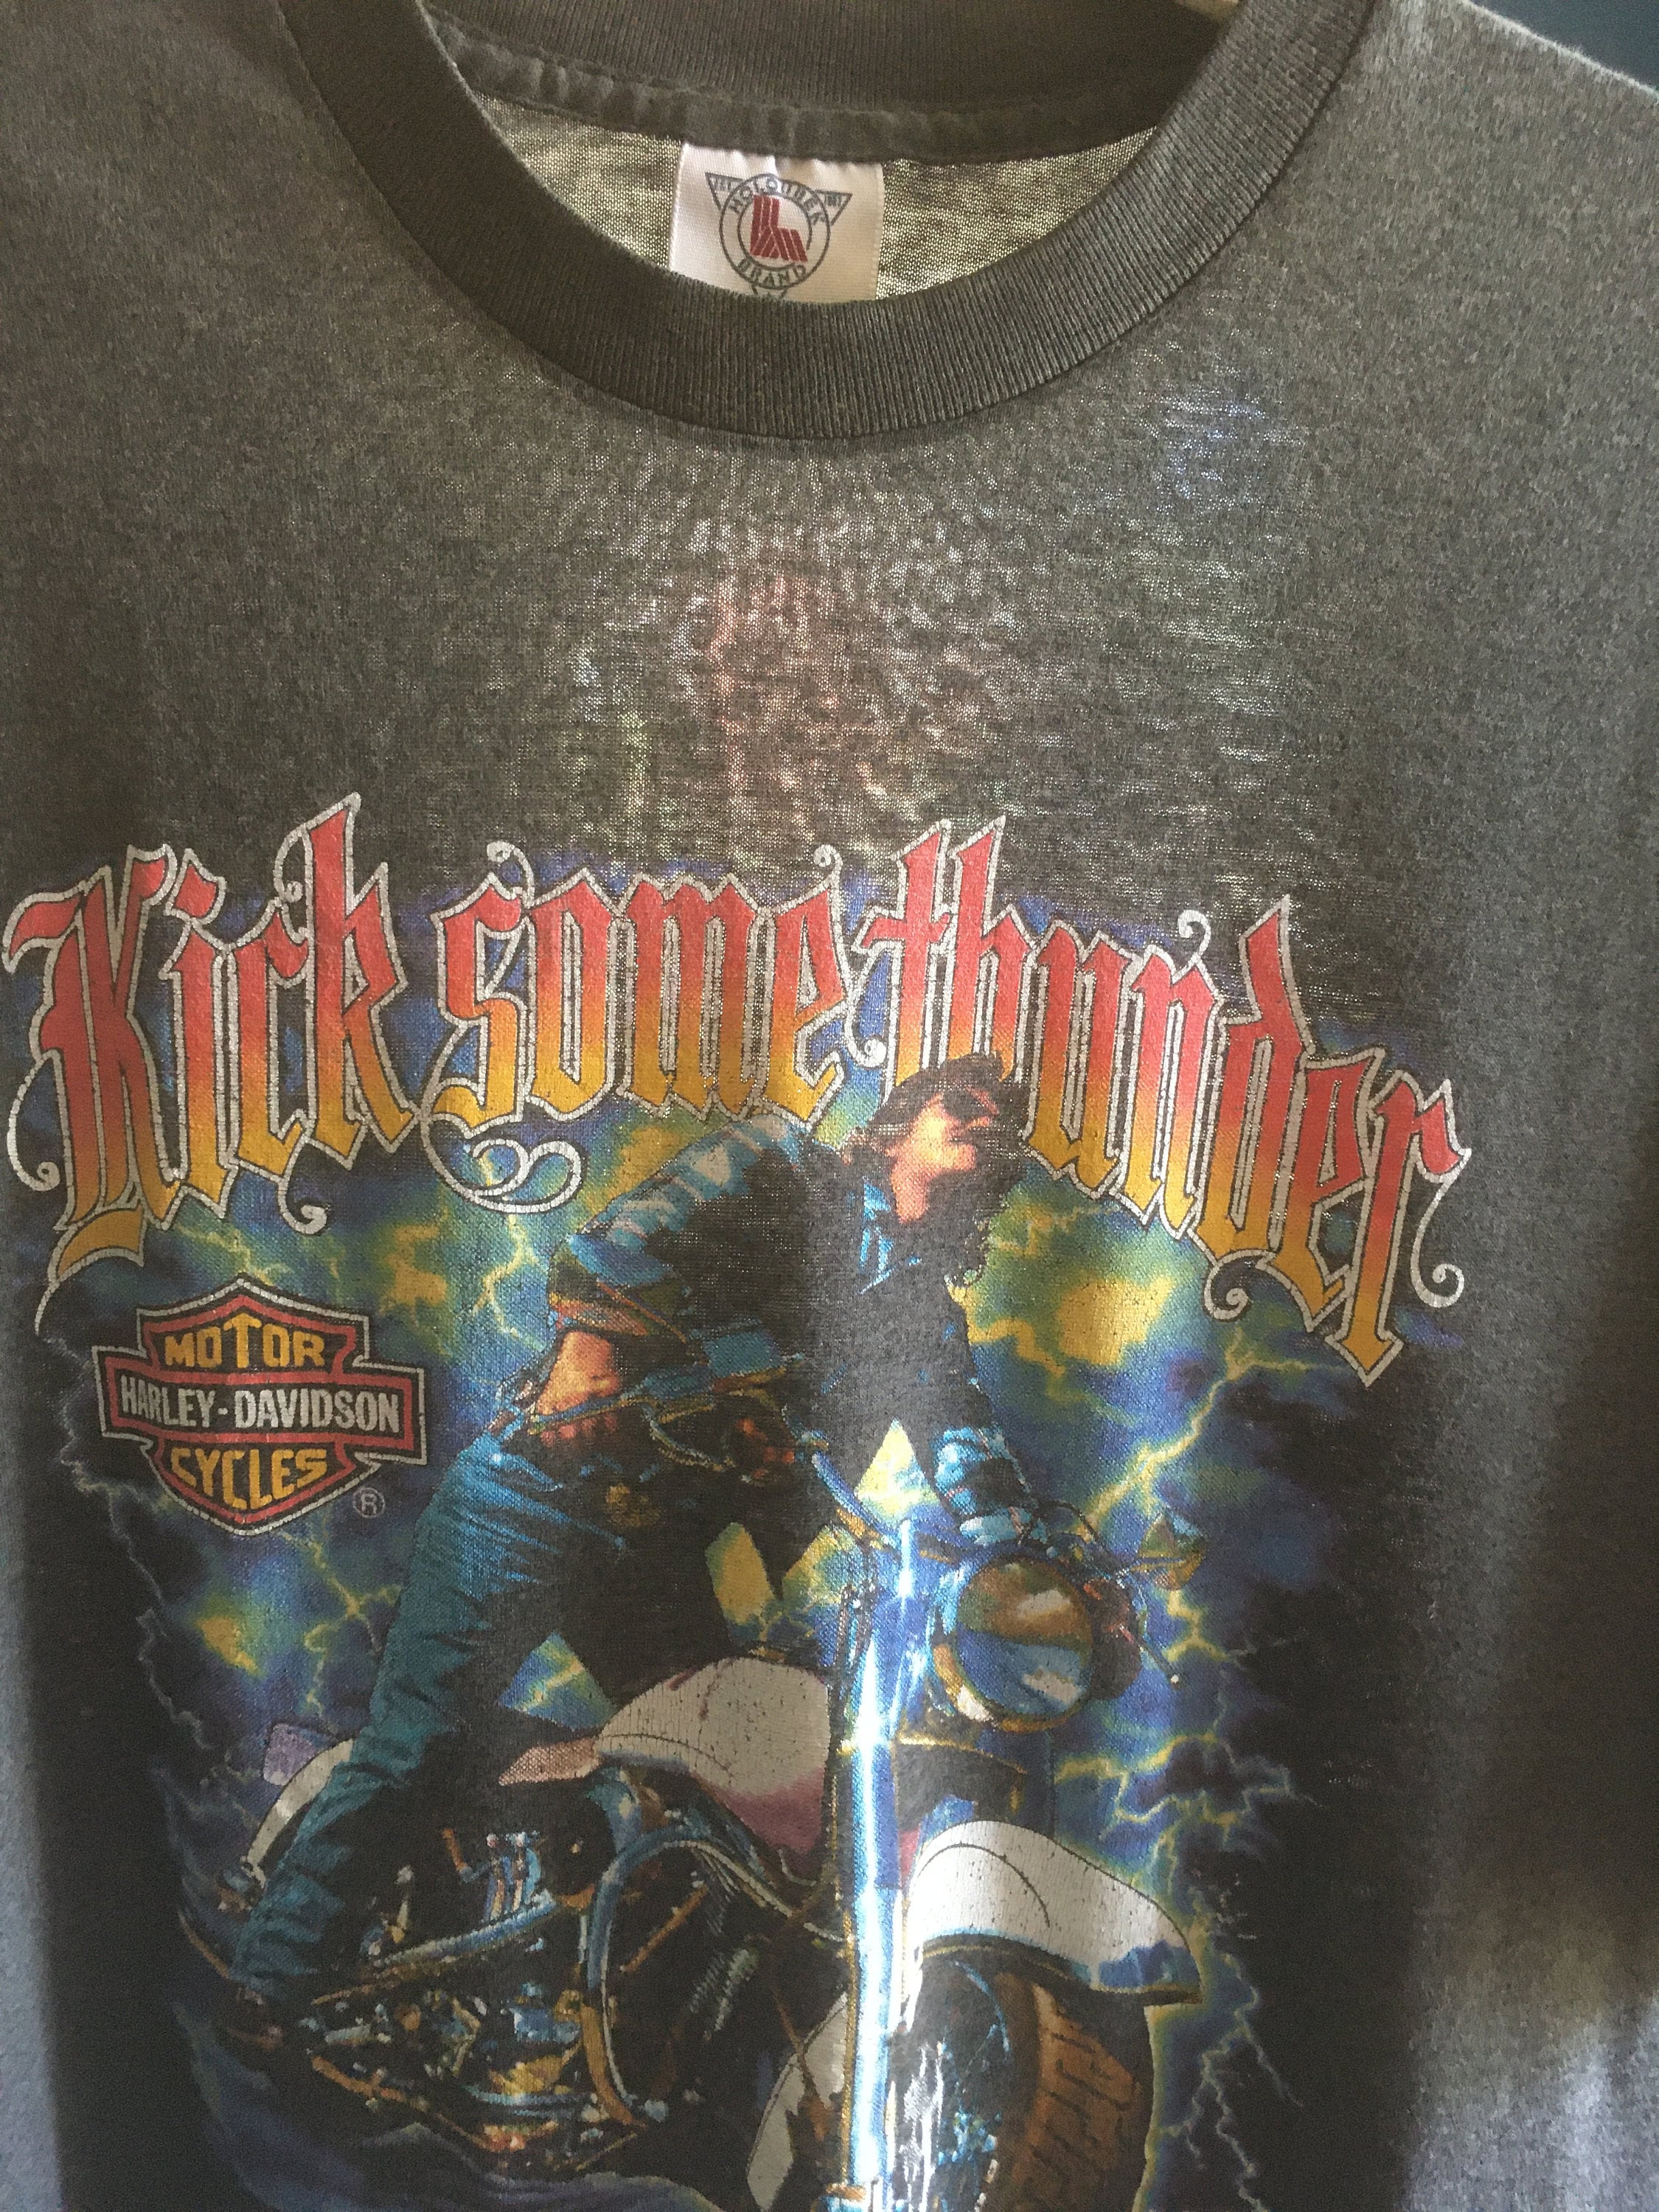 HOLOUBEK
BRAND
Kick some thunder
MOTOR
HARLEY-DAVIDSON
CYCLES
®